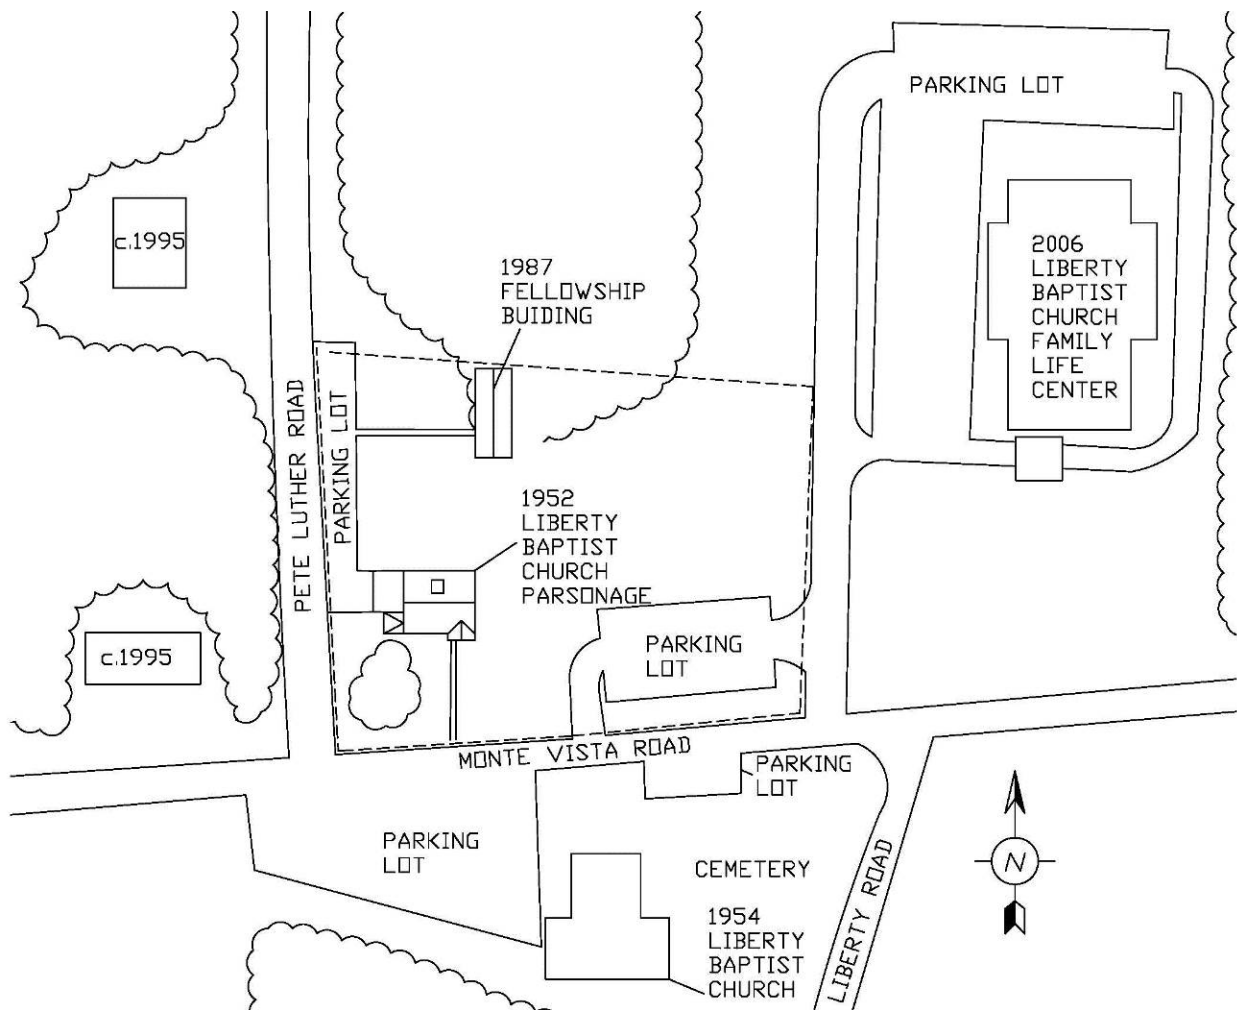 PARKING LOT
c.1995
2006
LIBERTY
BAPTIST
CHURCH
FAMILY
LIFE
CENTER
1987
FELLOWSHIP
BUIDING
PETE LUTHER ROAD
PARKING LOT
1952
LIBERTY
BAPTIST
CHURCH
PARSONAGE
c.1995
PARKING
LOT
MONTE VISTA ROAD
PARKING
LOT
PARKING
LOT
CEMETERY
LIBERTY ROAD
N
1954
LIBERTY
BAPTIST
CHURCH